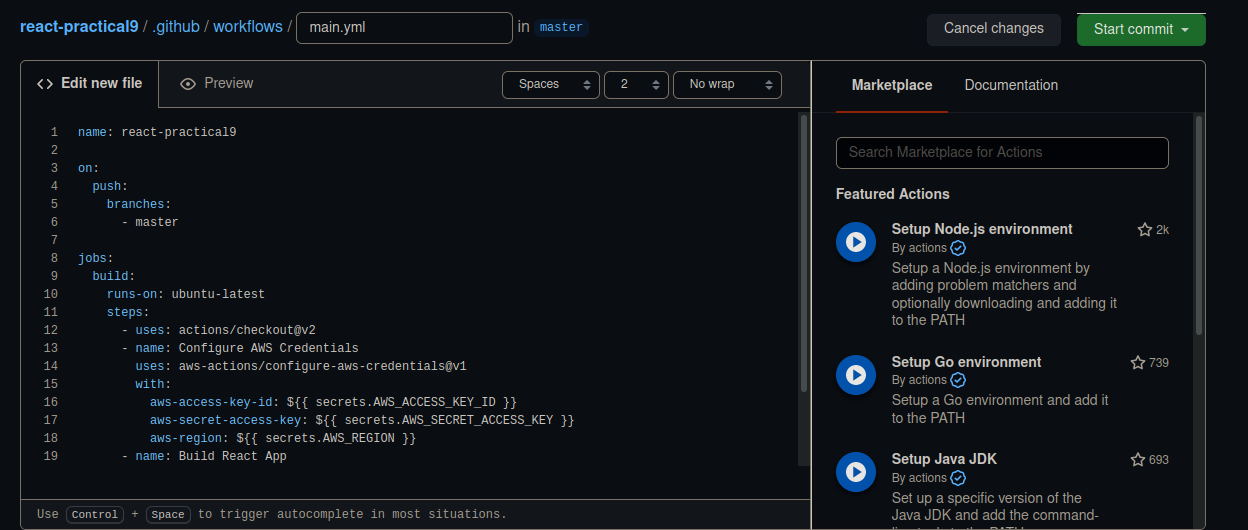 react-practical9 / .github / workflows / main.yml in master
Cancel changes
Start commit
<> Edit new file
Preview
Spaces
2
No wrap
1 name: react-practical9
2
3 on:
4   push:
5     branches:
6       - master
7
8 jobs:
9   build:
10     runs-on: ubuntu-latest
11     steps:
12       - uses: actions/checkout@v2
13       - name: Configure AWS Credentials
14         uses: aws-actions/configure-aws-credentials@v1
15         with:
16           aws-access-key-id: ${{ secrets.AWS_ACCESS_KEY_ID }}
17           aws-secret-access-key: ${{ secrets.AWS_SECRET_ACCESS_KEY }}
18           aws-region: ${{ secrets.AWS_REGION }}
19       - name: Build React App
Use Control + Space to trigger autocomplete in most situations.
Marketplace
Documentation
Search Marketplace for Actions
Featured Actions
Setup Node.js environment
2k
By actions
Setup a Node.js environment by
adding problem matchers and
optionally downloading and adding it
to the PATH
Setup Go environment
739
By actions
Setup a Go environment and add it
to the PATH
Setup Java JDK
693
By actions
Set up a specific version of the
Java JDK and add the command-
line tools to the PATH